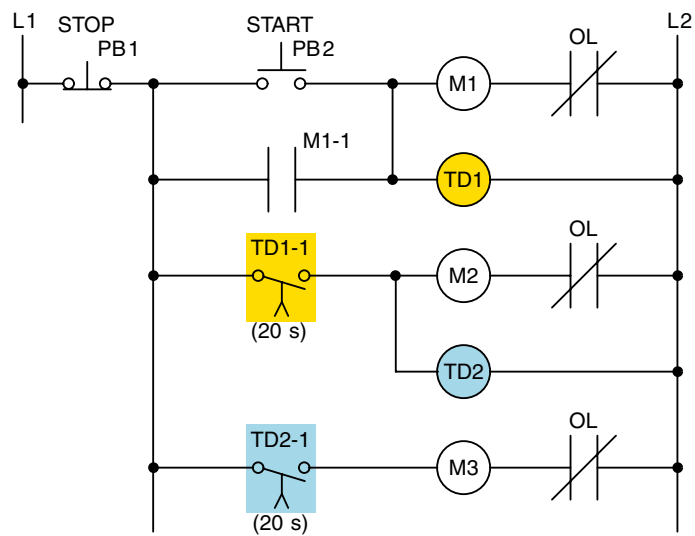 L1
STOP
PB1
START
PB2
OL
L2
M1
M1-1
TD1
TD1-1
(20 s)
M2
OL
TD2
TD2-1
(20 s)
M3
OL